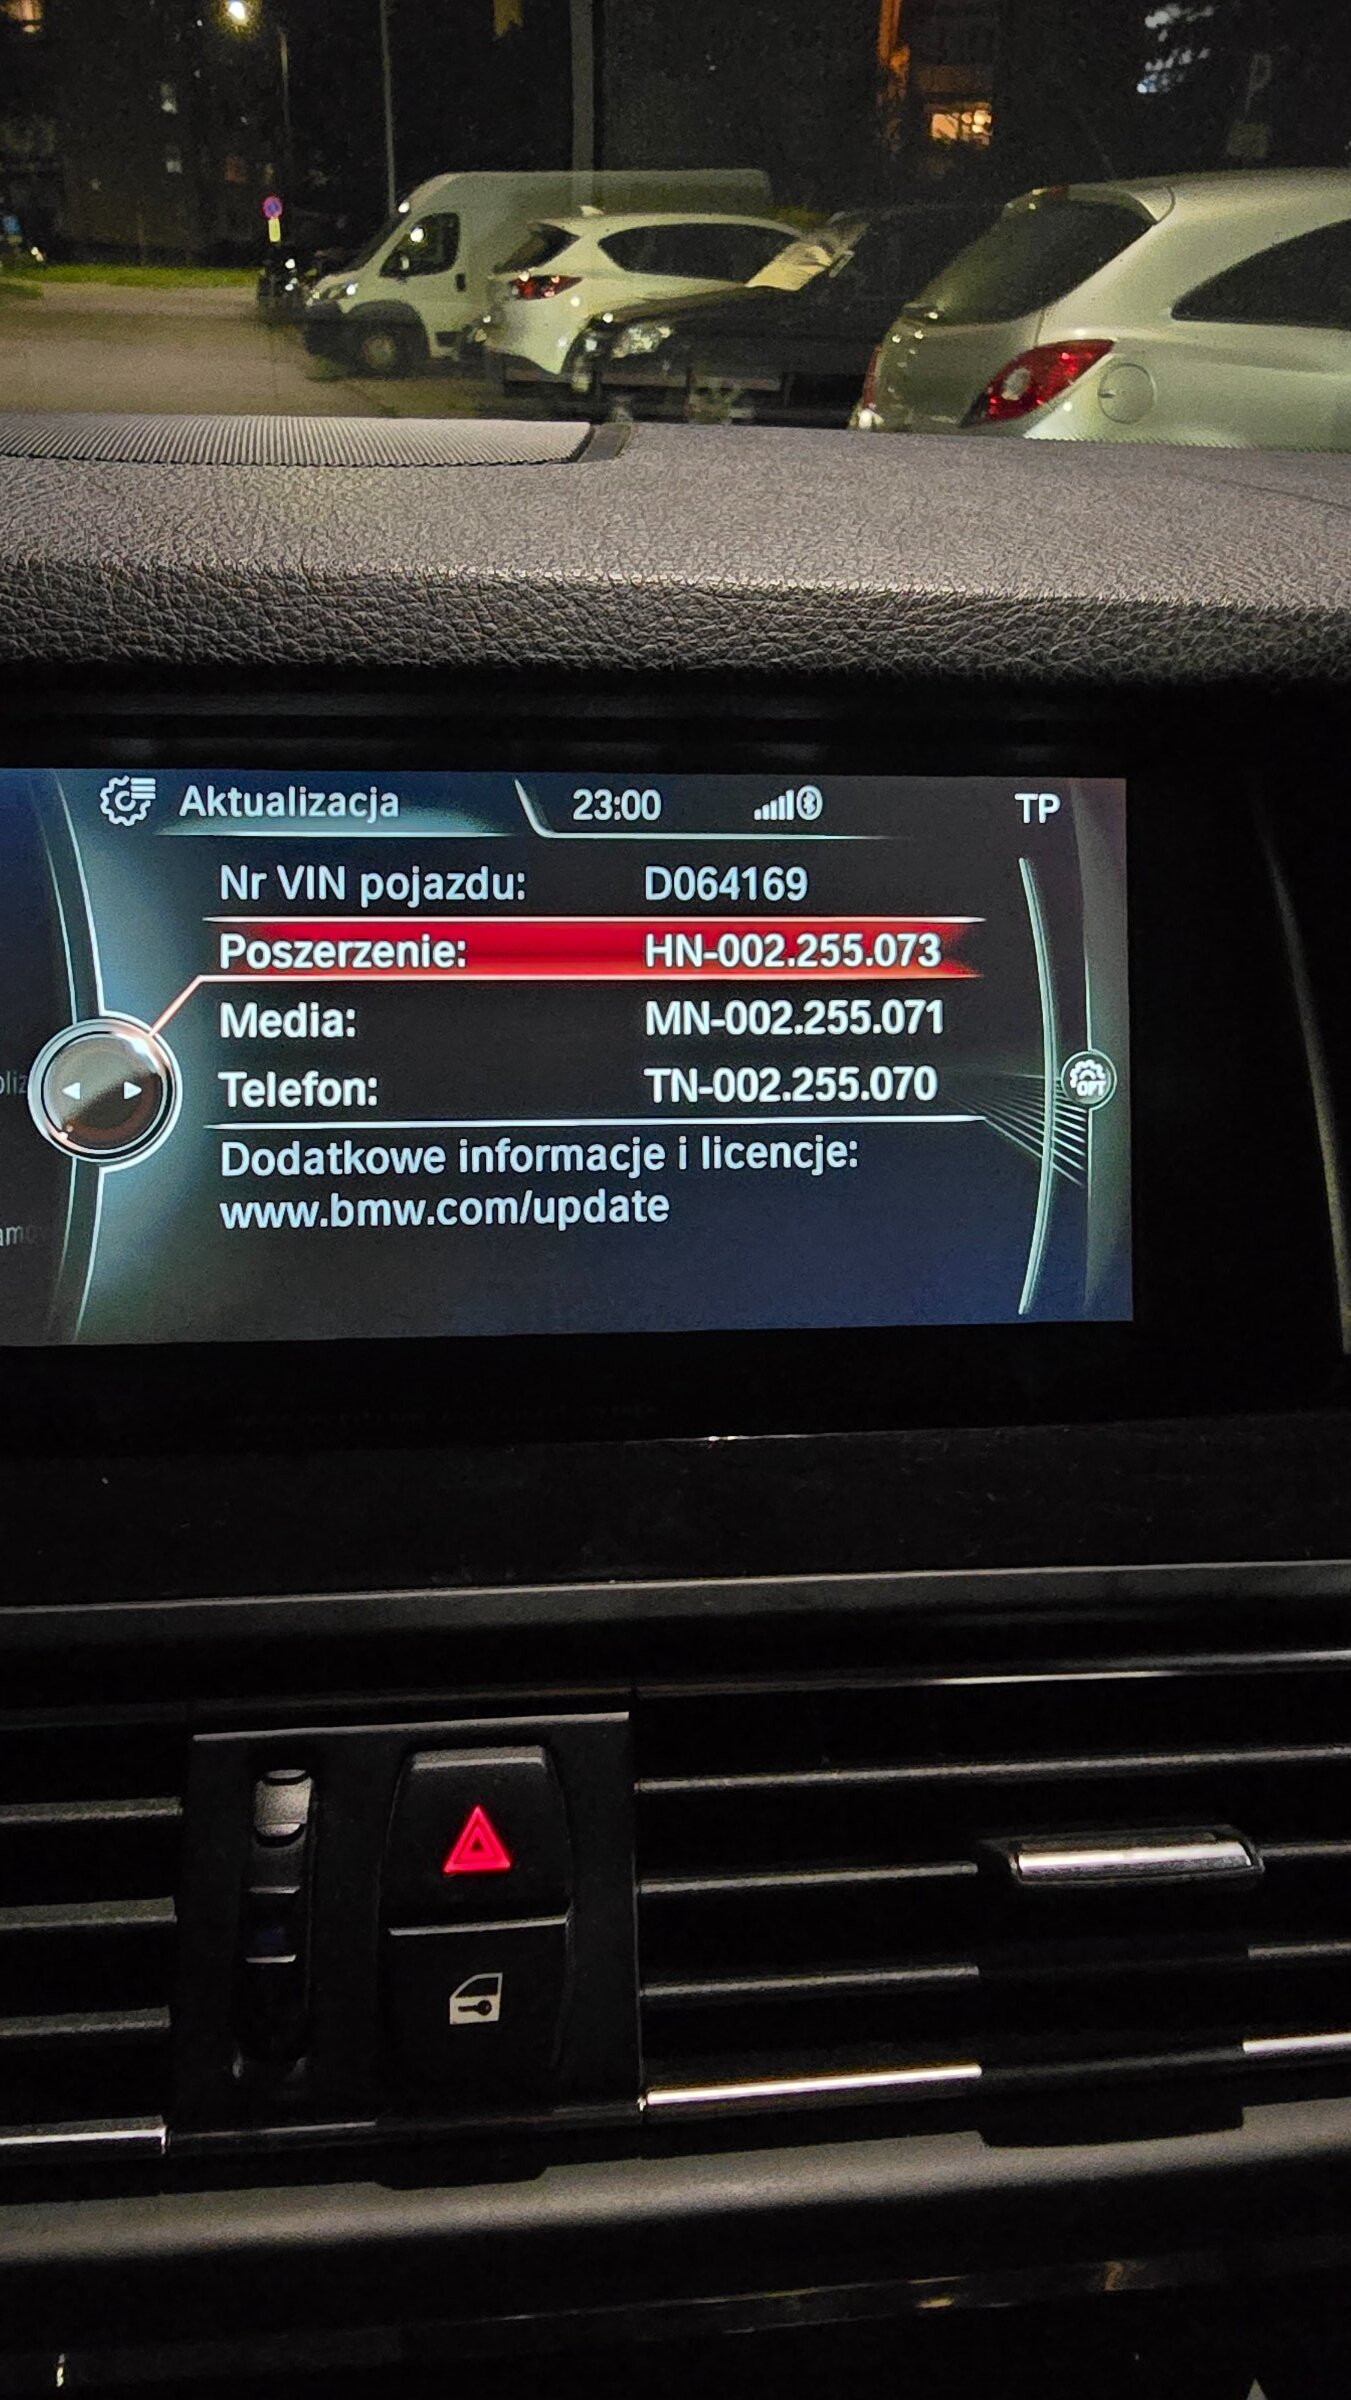 Aktualizacja 23:00 TP
Nr VIN pojazdu: D064169
Poszerzenie: HN-002.255.073
Media: MN-002.255.071
Telefon: TN-002.255.070
OPT
Dodatkowe informacje i licencje:
www.bmw.com/update